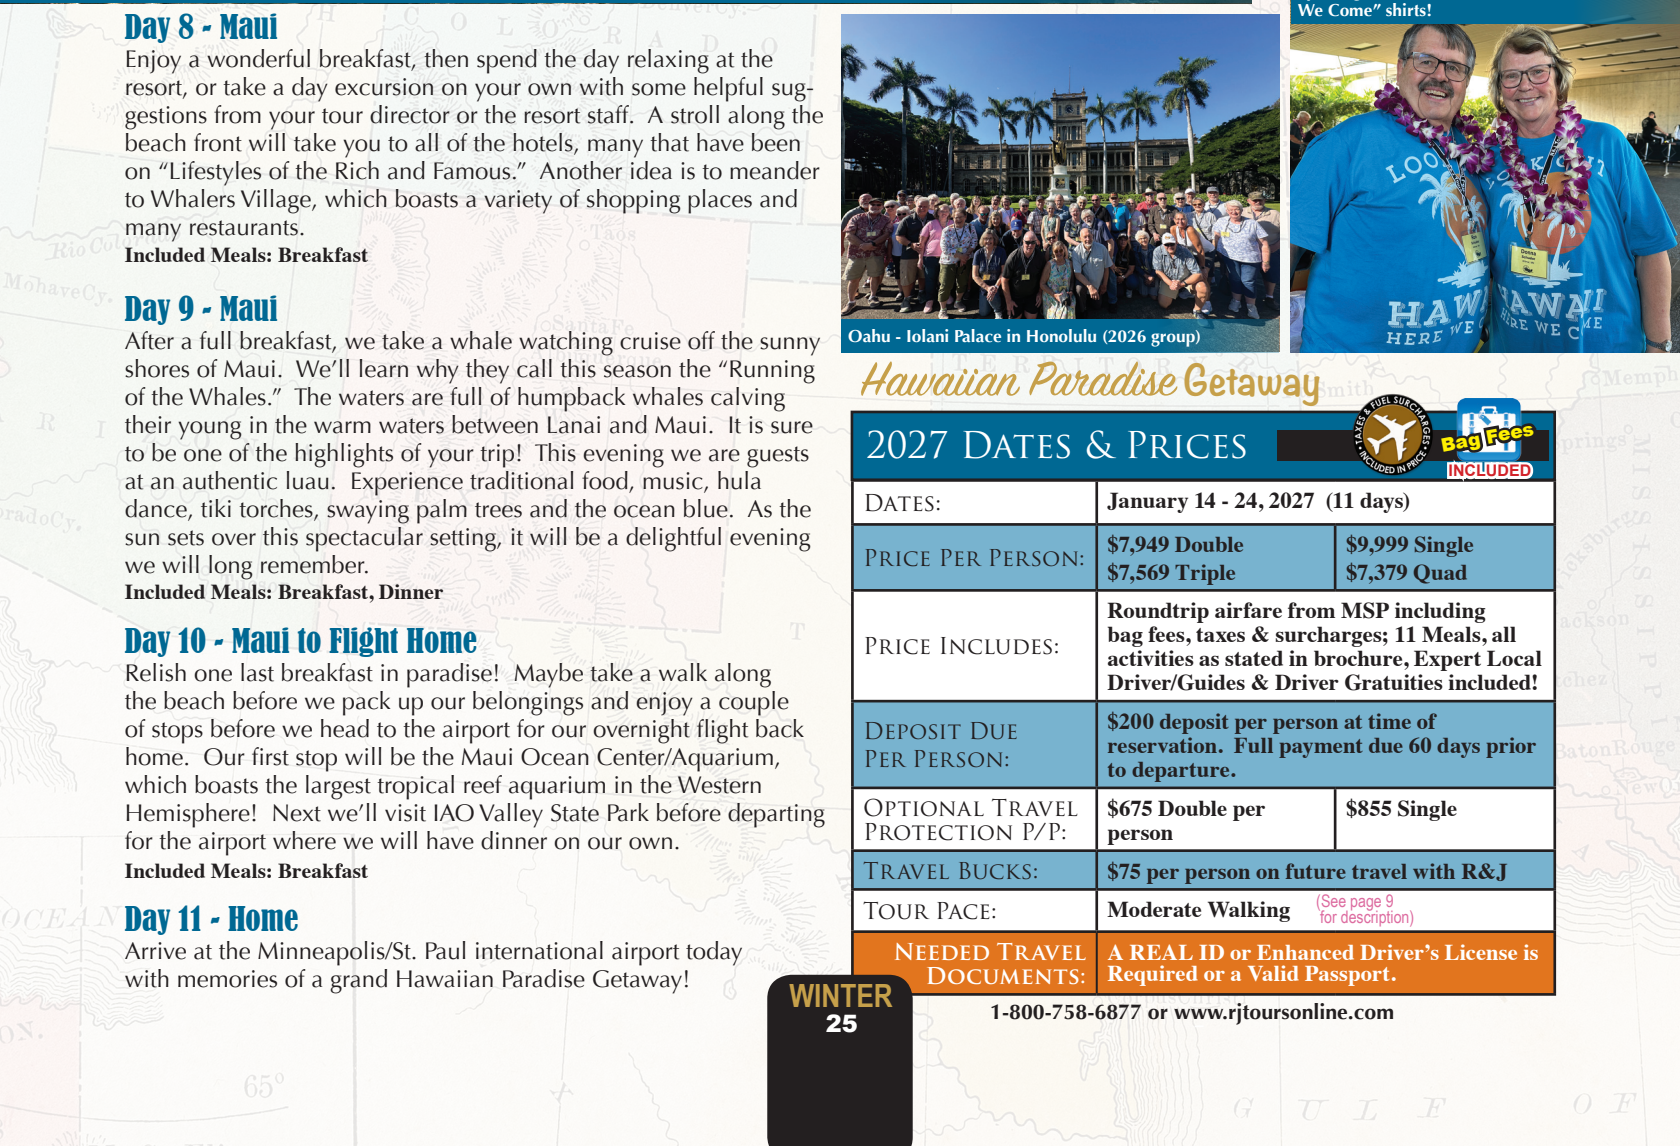 Day 8 - Maui
Enjoy a wonderful breakfast, then spend the day relaxing at the
resort, or take a day excursion on your own with some helpful sug-
gestions from your tour director or the resort staff. A stroll along the
beach front will take you to all of the hotels, many that have been
on “Lifestyles of the Rich and Famous.” Another idea is to meander
to Whalers Village, which boasts a variety of shopping places and
many restaurants.
Included Meals: Breakfast
Day 9 - Maui
After a full breakfast, we take a whale watching cruise off the sunny
shores of Maui. We’ll learn why they call this season the “Running
of the Whales.” The waters are full of humpback whales calving
their young in the warm waters between Lanai and Maui. It is sure
to be one of the highlights of your trip! This evening we are guests
at an authentic luau. Experience traditional food, music, hula
dance, tiki torches, swaying palm trees and the ocean blue. As the
sun sets over this spectacular setting, it will be a delightful evening
we will long remember.
Included Meals: Breakfast, Dinner
Day 10 - Maui to Flight Home
Relish one last breakfast in paradise! Maybe take a walk along
the beach before we pack up our belongings and enjoy a couple
of stops before we head to the airport for our overnight flight back
home. Our first stop will be the Maui Ocean Center/Aquarium,
which boasts the largest tropical reef aquarium in the Western
Hemisphere! Next we’ll visit IAO Valley State Park before departing
for the airport where we will have dinner on our own.
Included Meals: Breakfast
Day 11 - Home
Arrive at the Minneapolis/St. Paul international airport today
with memories of a grand Hawaiian Paradise Getaway!
We Come” shirts!
HAWAII
HERE WE COME
Oahu - Iolani Palace in Honolulu (2026 group)
Hawaiian Paradise Getaway
2027 Dates & Prices
TAXES & FUEL SURCHARGES
INCLUDED IN PRICE
Bag Fees
INCLUDED
Dates:
January 14 - 24, 2027 (11 days)
Price Per Person:
$7,949 Double
$9,999 Single
$7,569 Triple
$7,379 Quad
Price Includes:
Roundtrip airfare from MSP including
bag fees, taxes & surcharges; 11 Meals, all
activities as stated in brochure, Expert Local
Driver/Guides & Driver Gratuities included!
Deposit Due
Per Person:
$200 deposit per person at time of
reservation. Full payment due 60 days prior
to departure.
Optional Travel
Protection P/P:
$675 Double per
person
$855 Single
Travel Bucks:
$75 per person on future travel with R&J
Tour Pace:
Moderate Walking
(See page 9
for description)
Needed Travel
Documents:
A REAL ID or Enhanced Driver’s License is
Required or a Valid Passport.
1-800-758-6877 or www.rjtoursonline.com
WINTER
25